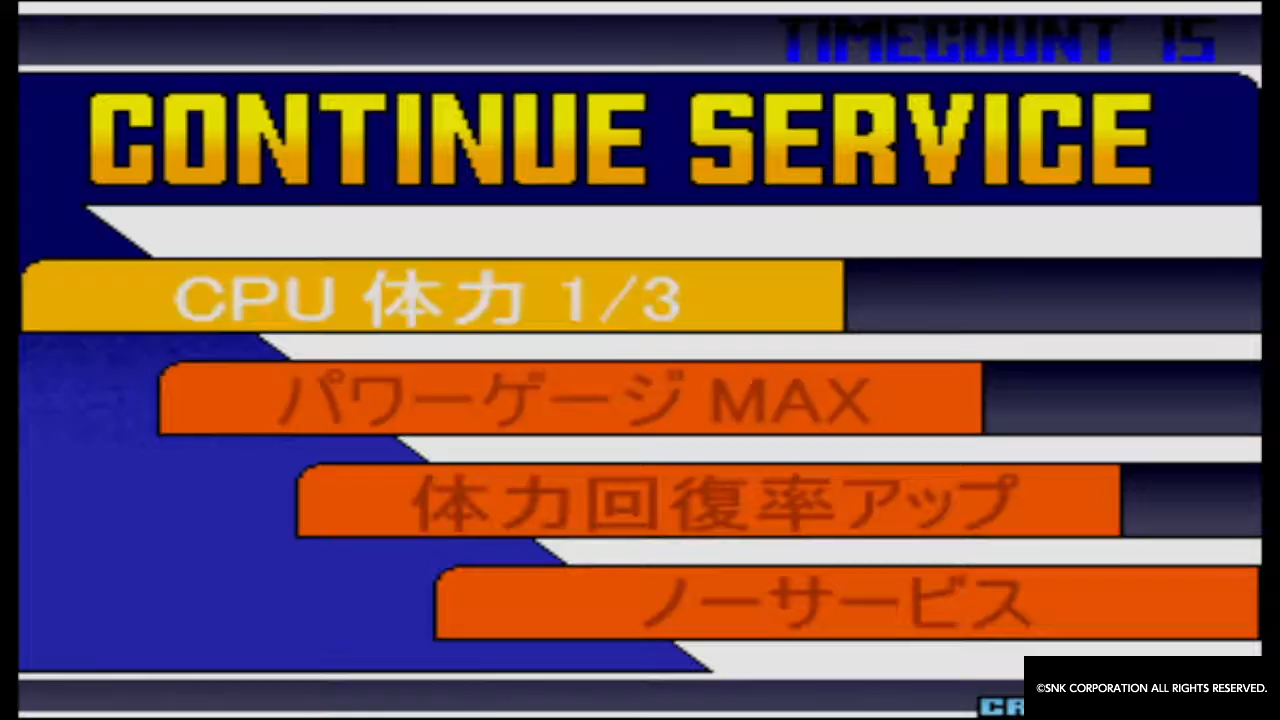 TIMECOUNT 15
CONTINUE SERVICE
CPU 体力 1/3
パワーゲージ MAX
体力回復率アップ
ノーサービス
©SNK CORPORATION ALL RIGHTS RESERVED.